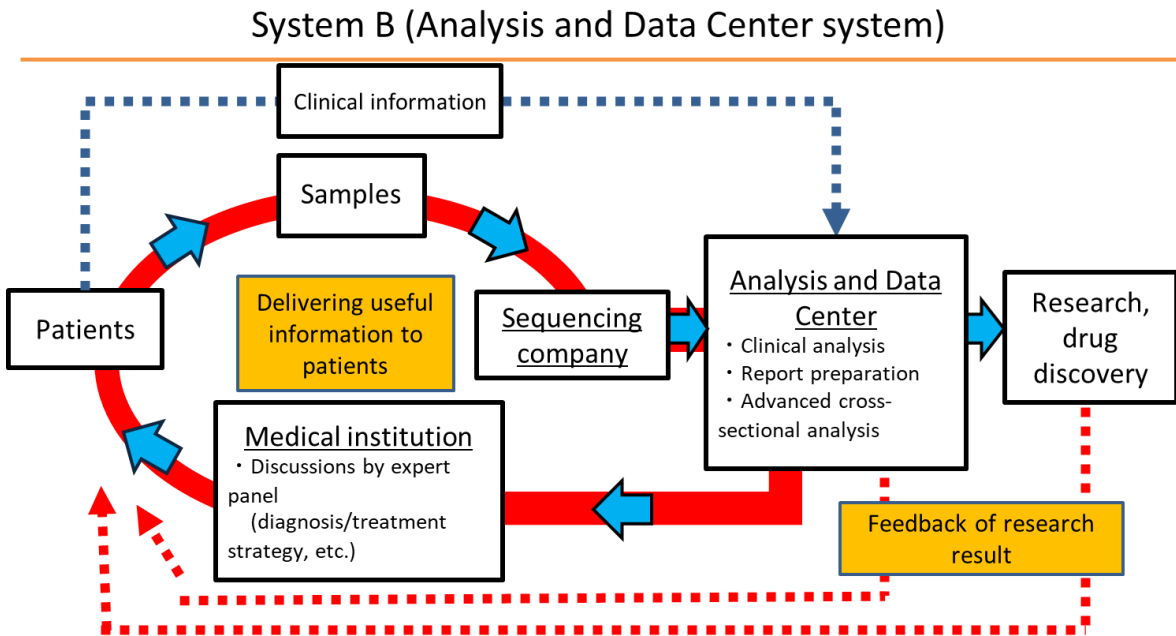 System B (Analysis and Data Center system)
Clinical information
Samples
Patients
Delivering useful
information to
patients
Sequencing
company
Analysis and Data
Center
・Clinical analysis
・Report preparation
・Advanced cross-
sectional analysis
Research,
drug
discovery
Medical institution
・Discussions by expert
panel
(diagnosis/treatment
strategy, etc.)
Feedback of research
result